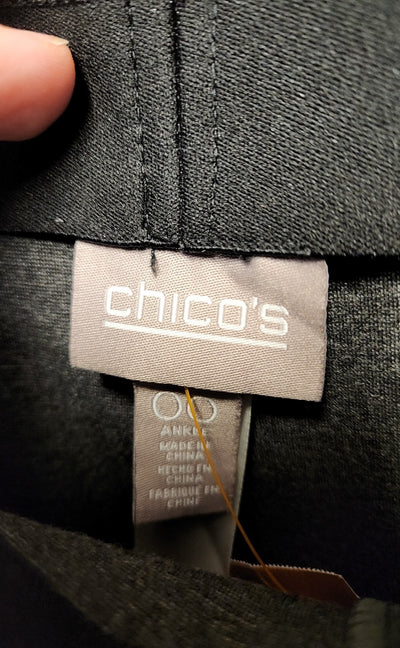 chico's
00
ANKLE
MADE IN
CHINA
HECHO EN
CHINA
FABRIQUE EN
CHINE